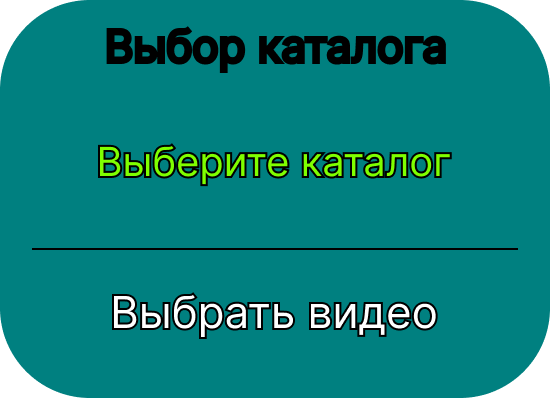 Выбор каталога
Выберите каталог
Выбрать видео